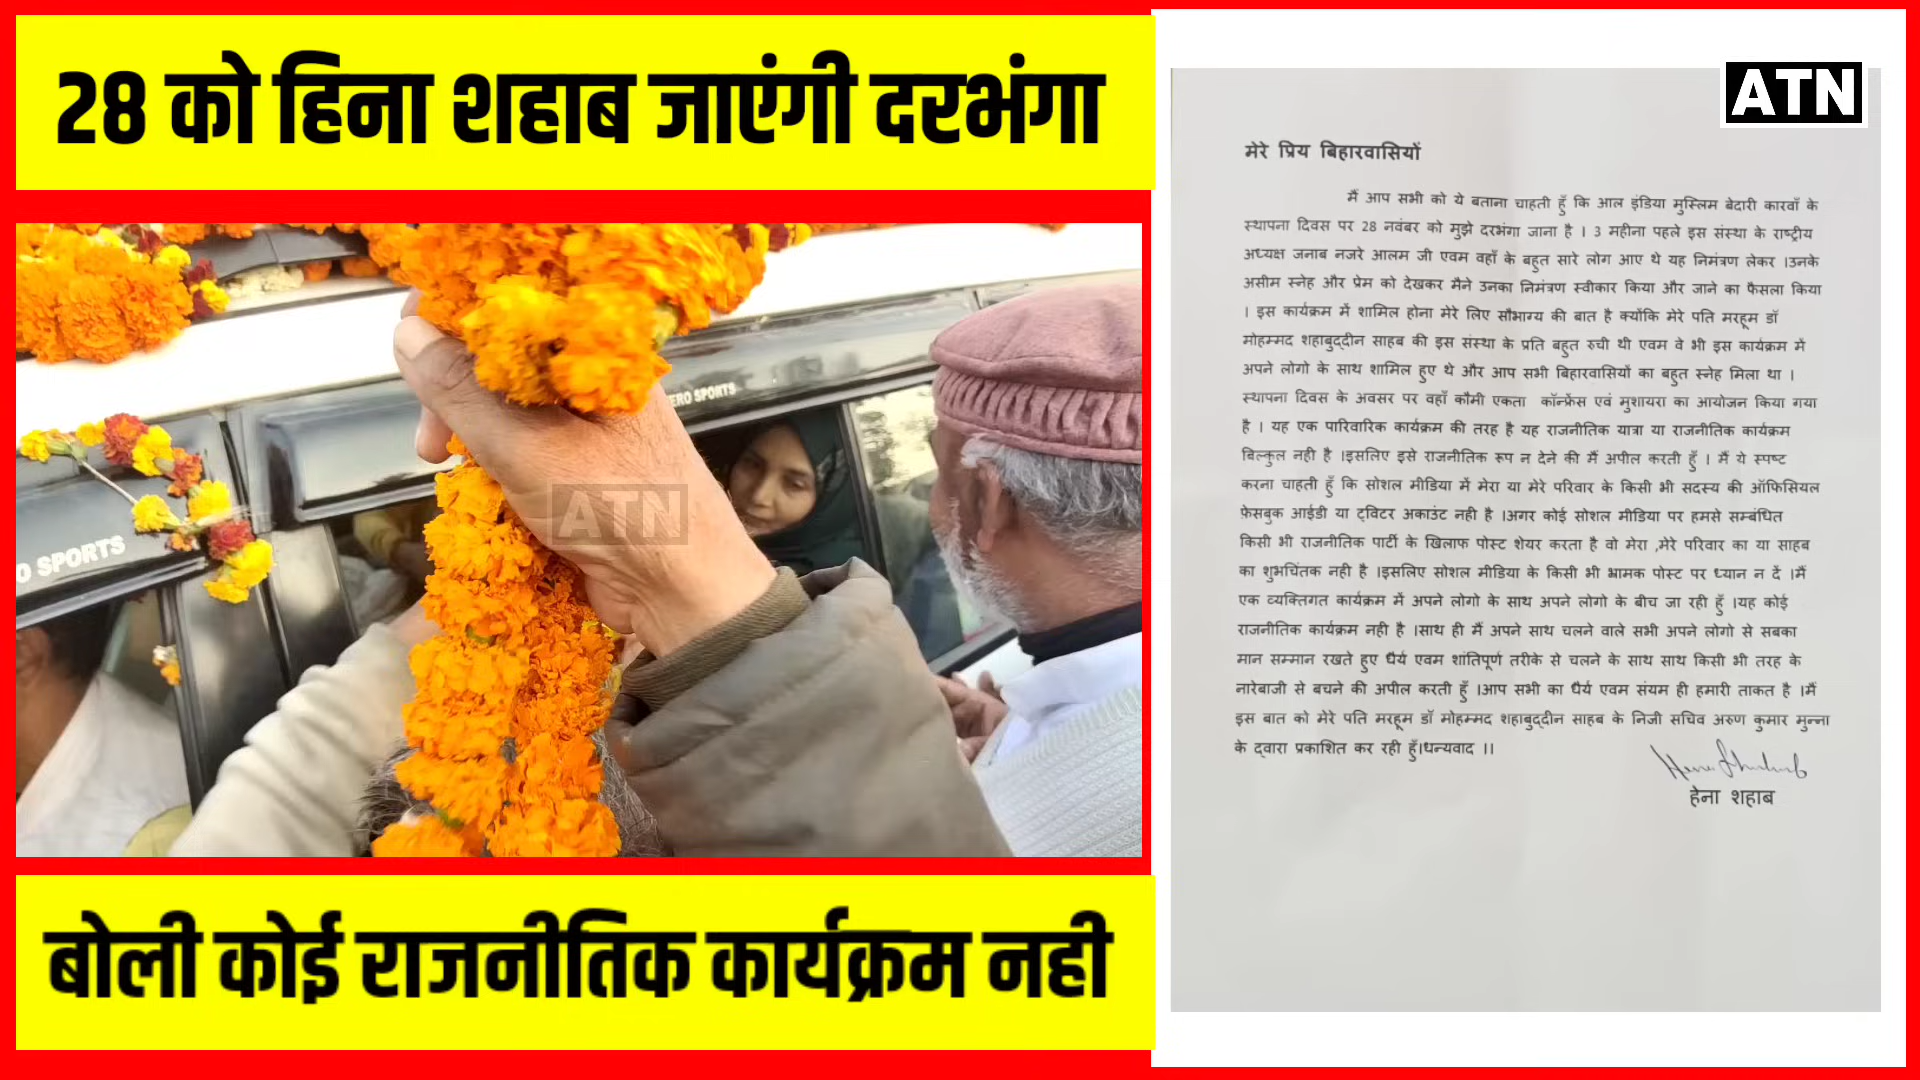 28 को हिना शहाब जाएंगी दरभंगा
RO SPORTS
O SPORTS
ATN
बोली कोई राजनीतिक कार्यक्रम नही
ATN
मेरे प्रिय बिहारवासियों
मैं आप सभी को ये बताना चाहती हूँ कि आल इंडिया मुस्लिम बेदारी कारवाँ के
स्थापना दिवस पर 28 नवंबर को मुझे दरभंगा जाना है । 3 महीना पहले इस संस्था के राष्ट्रीय
अध्यक्ष जनाब नजरे आलम जी एवम वहाँ के बहुत सारे लोग आए थे यह निमंत्रण लेकर ।उनके
असीम स्नेह और प्रेम को देखकर मैने उनका निमंत्रण स्वीकार किया और जाने का फैसला किया
। इस कार्यक्रम में शामिल होना मेरे लिए सौभाग्य की बात है क्योंकि मेरे पति मरहूम डॉ
मोहम्मद शहाबुद्दीन साहब की इस संस्था के प्रति बहुत रुची थी एवम वे भी इस कार्यक्रम में
अपने लोगो के साथ शामिल हुए थे और आप सभी बिहारवासियों का बहुत स्नेह मिला था ।
स्थापना दिवस के अवसर पर वहाँ कौमी एकता कॉन्फ्रेंस एवं मुशायरा का आयोजन किया गया
है । यह एक पारिवारिक कार्यक्रम की तरह है यह राजनीतिक यात्रा या राजनीतिक कार्यक्रम
बिल्कुल नही है ।इसलिए इसे राजनीतिक रूप न देने की मैं अपील करती हूँ । मैं ये स्पष्ट
करना चाहती हूँ कि सोशल मीडिया में मेरा या मेरे परिवार के किसी भी सदस्य की ऑफिसियल
फ़ेसबुक आईडी या ट्विटर अकाउंट नही है ।अगर कोई सोशल मीडिया पर हमसे सम्बंधित
किसी भी राजनीतिक पार्टी के खिलाफ पोस्ट शेयर करता है वो मेरा ,मेरे परिवार का या साहब
का शुभचिंतक नही है ।इसलिए सोशल मीडिया के किसी भी भ्रामक पोस्ट पर ध्यान न दें ।मैं
एक व्यक्तिगत कार्यक्रम में अपने लोगो के साथ अपने लोगो के बीच जा रही हूँ ।यह कोई
राजनीतिक कार्यक्रम नही है ।साथ ही मैं अपने साथ चलने वाले सभी अपने लोगो से सबका
मान सम्मान रखते हुए धैर्य एवम शांतिपूर्ण तरीके से चलने के साथ साथ किसी भी तरह के
नारेबाजी से बचने की अपील करती हूँ ।आप सभी का धैर्य एवम संयम ही हमारी ताकत है ।मैं
इस बात को मेरे पति मरहूम डॉ मोहम्मद शहाबुद्दीन साहब के निजी सचिव अरुण कुमार मुन्ना
के द्वारा प्रकाशित कर रही हूँ।धन्यवाद ।।
हेना शहाब